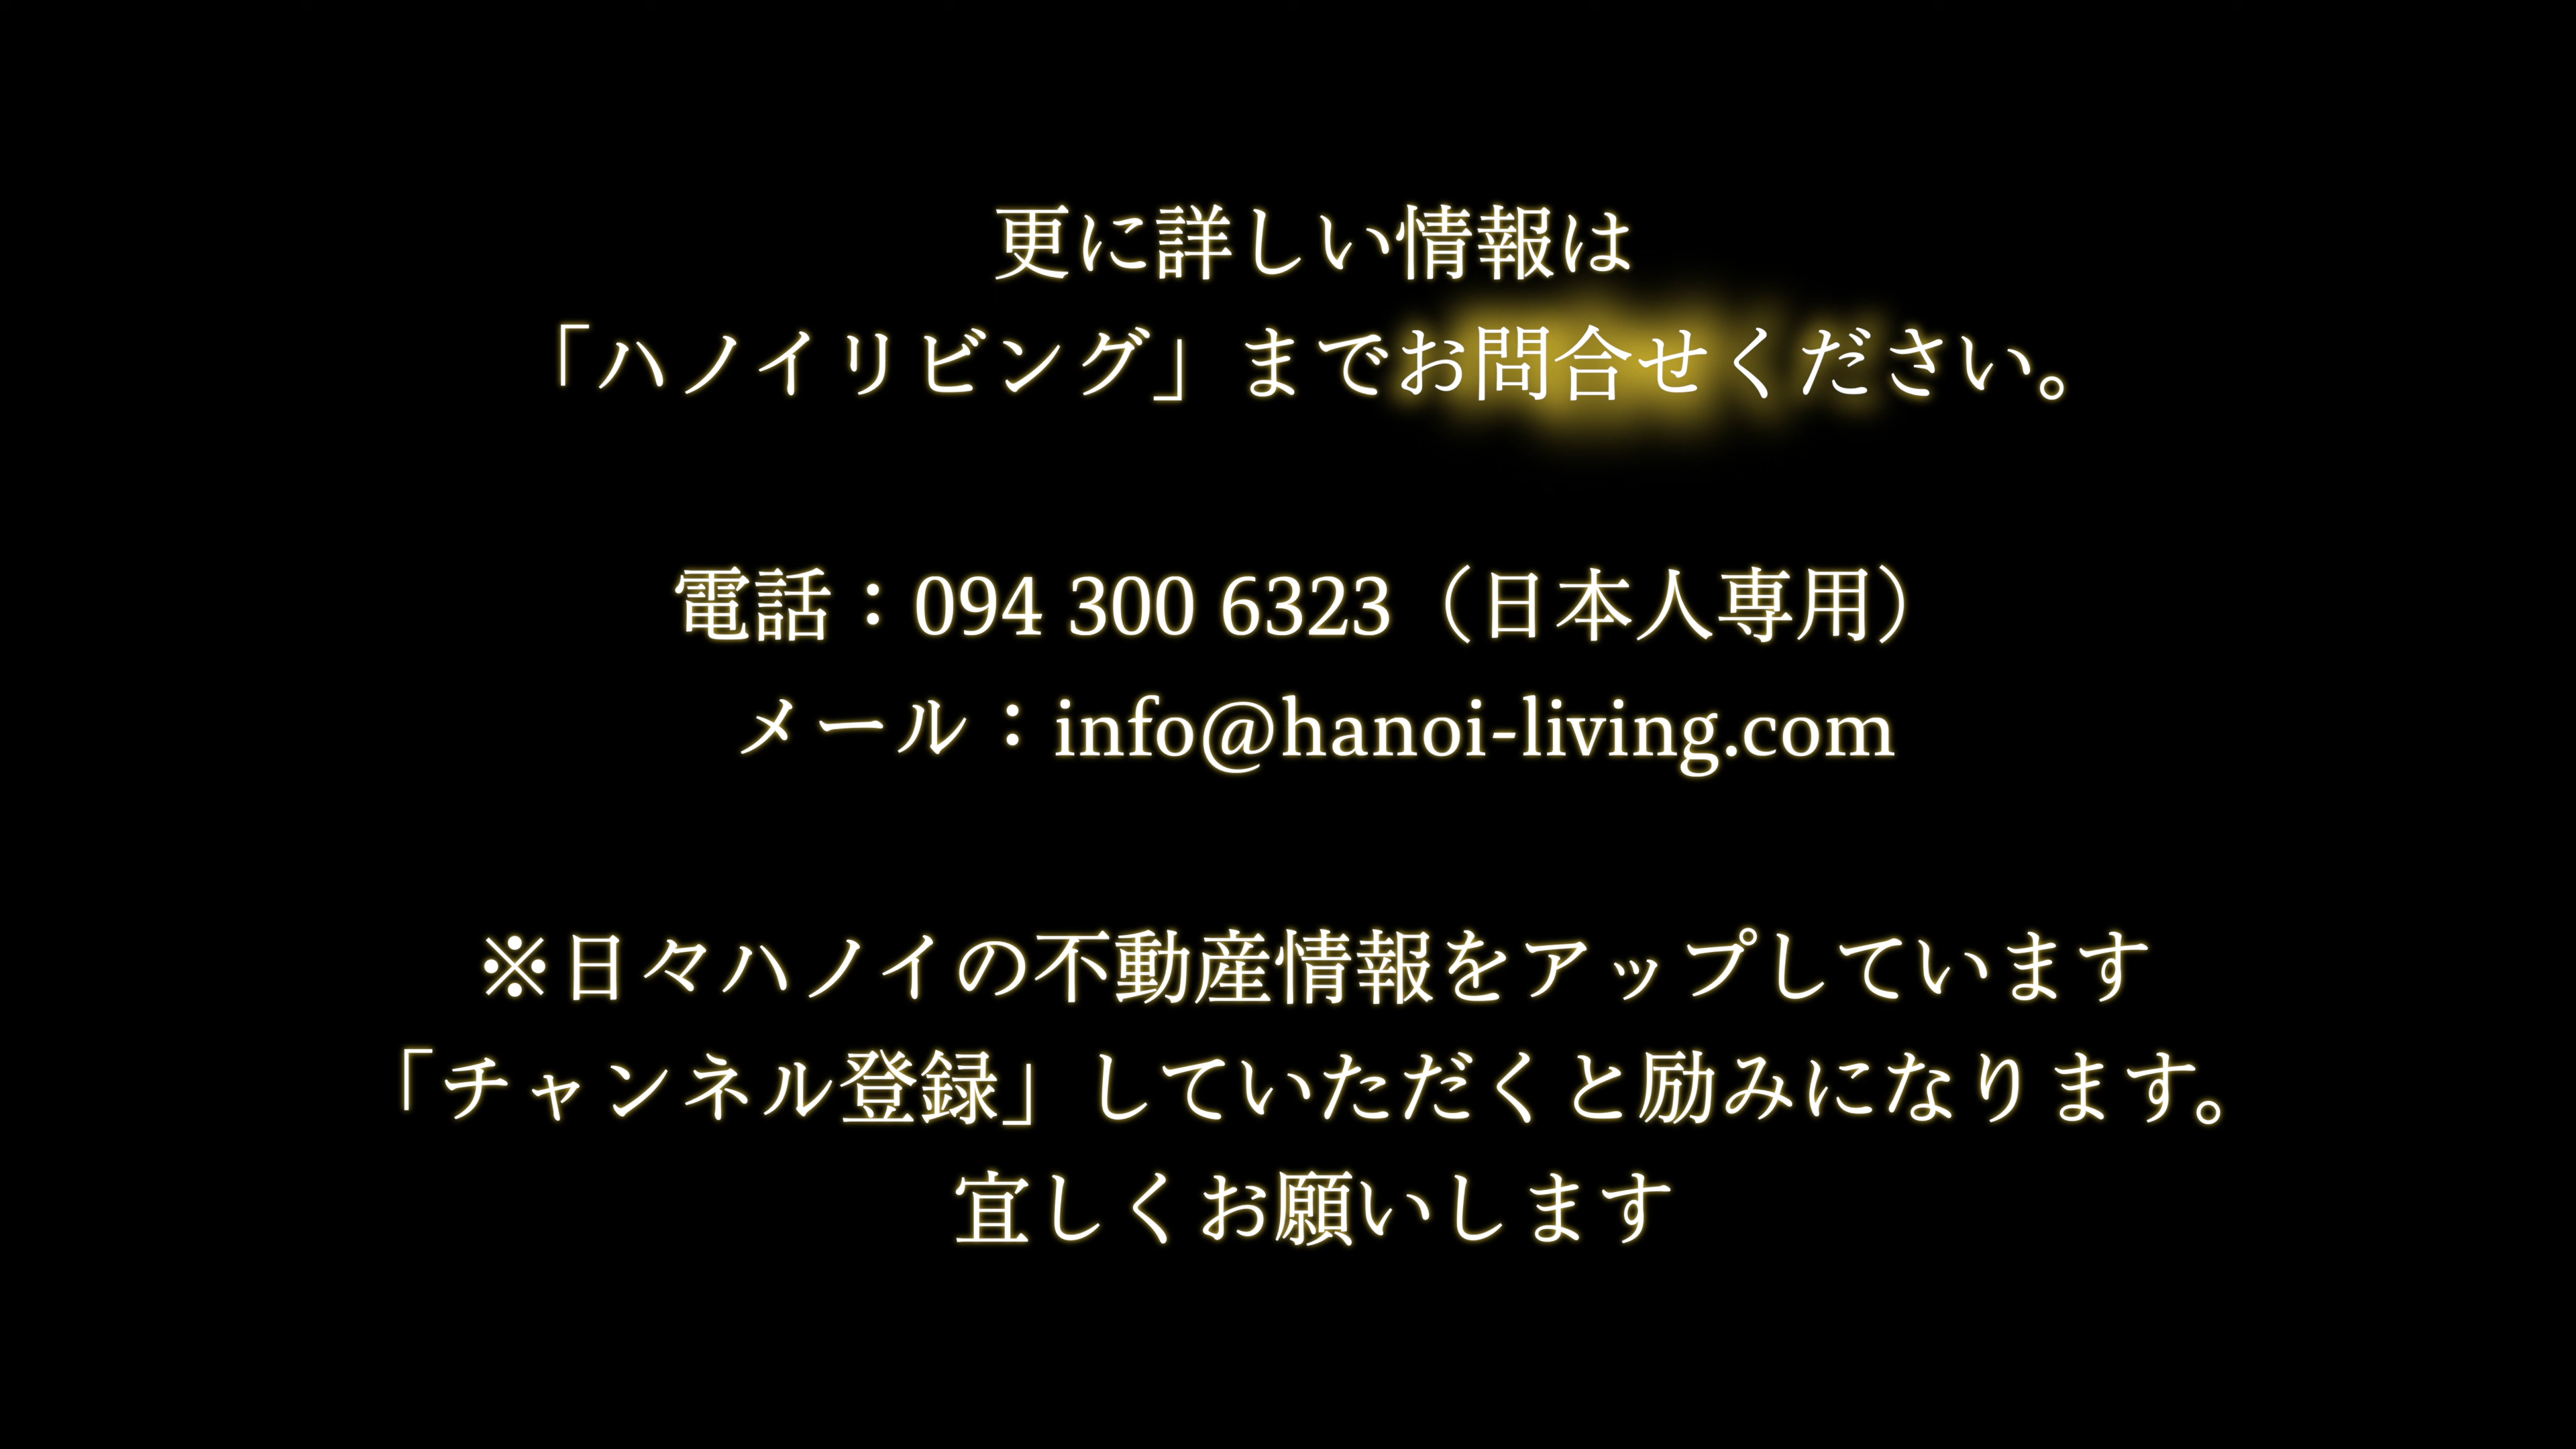 更に詳しい情報は
「ハノイリビング」までお問合せください。
電話：094 300 6323（日本人専用）
メール：info@hanoi-living.com
※日々ハノイの不動産情報をアップしています
「チャンネル登録」していただくと励みになります。
宜しくお願いします